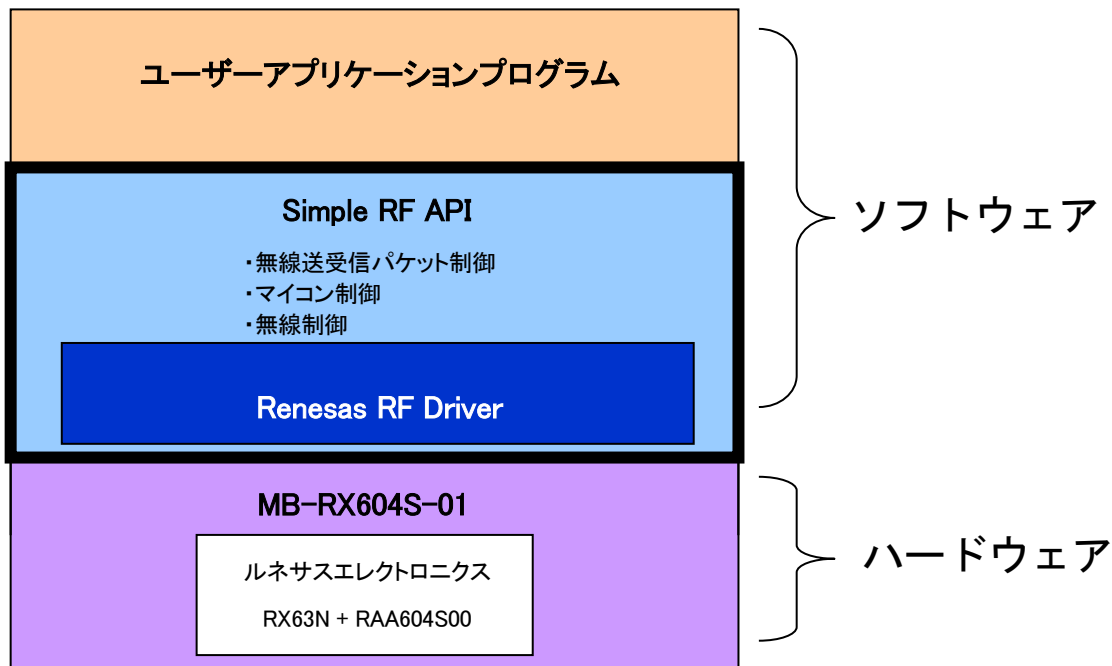 ユーザーアプリケーションプログラム
Simple RF API
・無線送受信パケット制御
・マイコン制御
・無線制御
Renesas RF Driver
ソフトウェア
MB-RX604S-01
ルネサスエレクトロニクス
RX63N + RAA604S00
ハードウェア